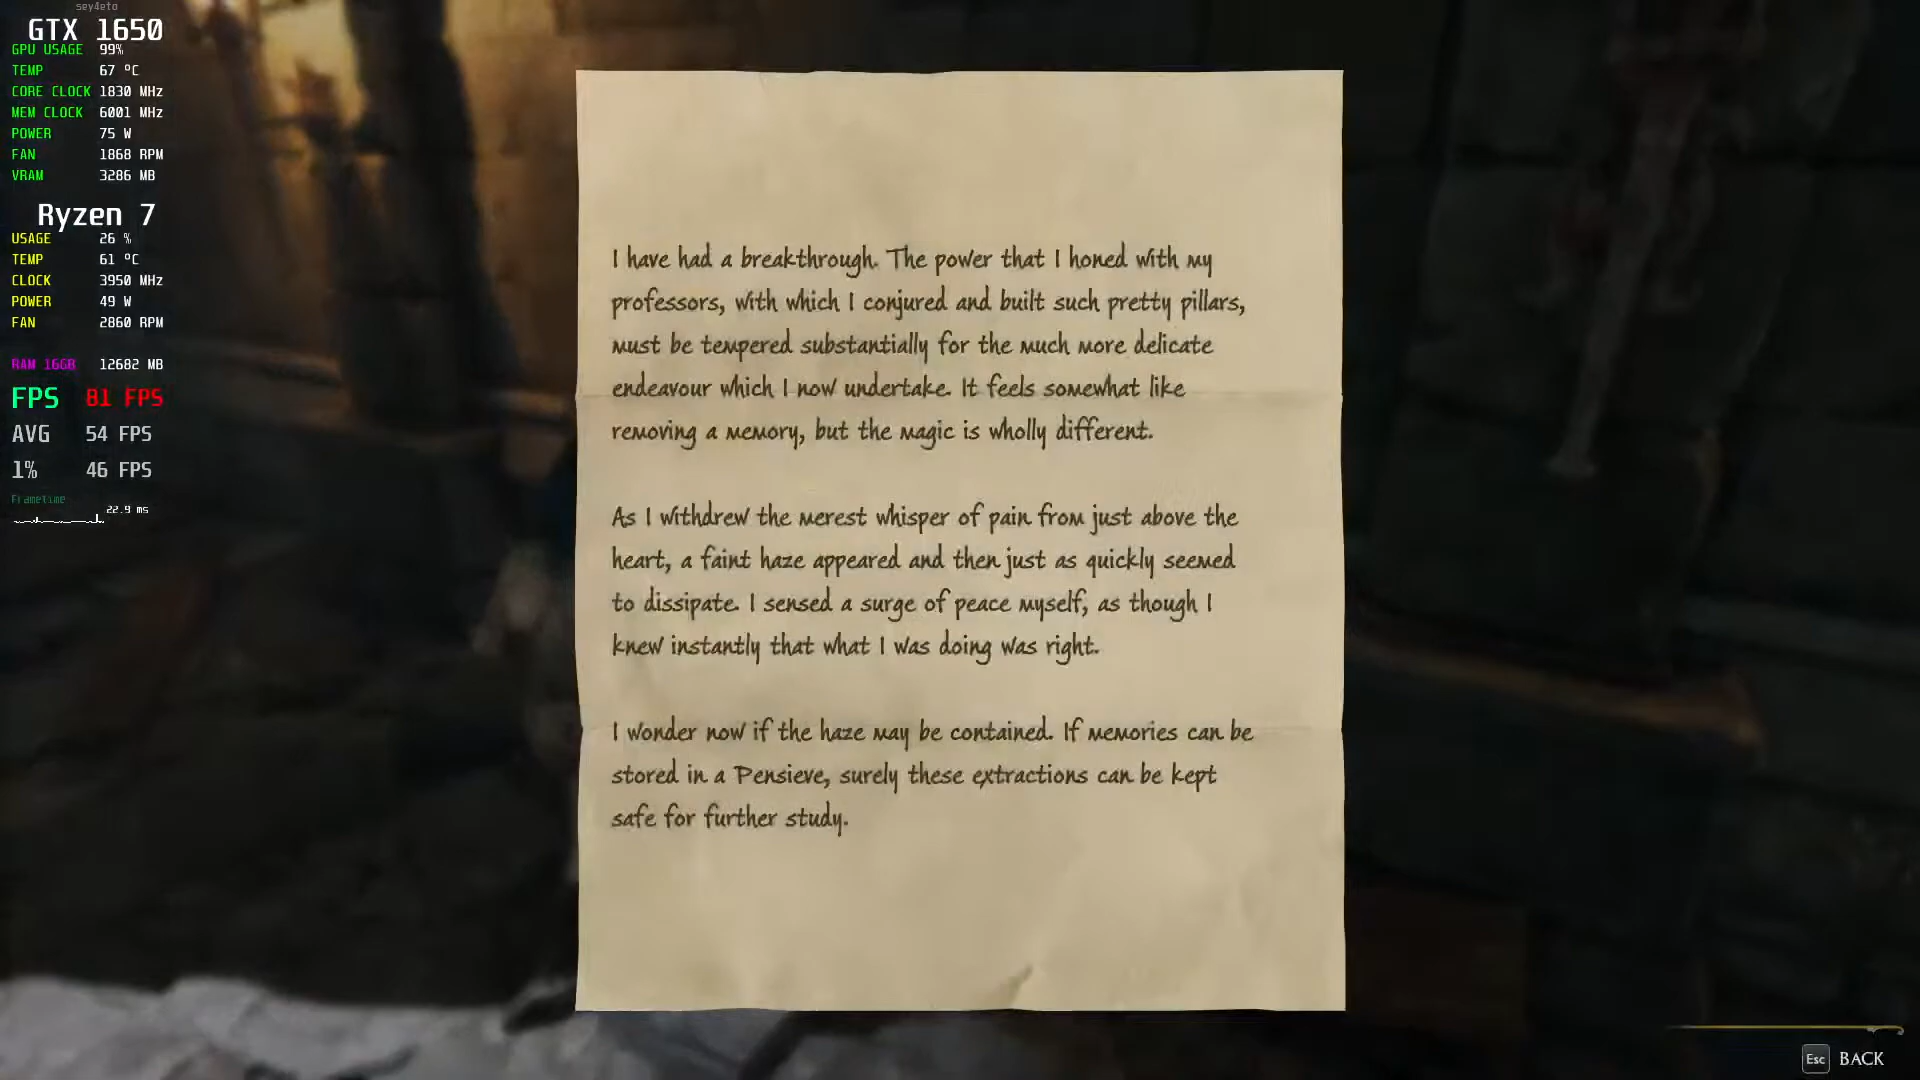 sey4eto
GTX 1650
GPU USAGE 99%
TEMP 67 ºC
CORE CLOCK 1830 MHz
MEM CLOCK 6001 MHz
POWER 75 W
FAN 1868 RPM
VRAM 3286 MB
Ryzen 7
USAGE 26 %
TEMP 61 ºC
CLOCK 3950 MHz
POWER 49 W
FAN 2860 RPM
RAM 16GB 12682 MB
FPS 81 FPS
AVG 54 FPS
1% 46 FPS
Frametime
22.9 ms
I have had a breakthrough. The power that I honed with my
professors, with which I conjured and built such pretty pillars,
must be tempered substantially for the much more delicate
endeavour which I now undertake. It feels somewhat like
removing a memory, but the magic is wholly different.
As I withdrew the merest whisper of pain from just above the
heart, a faint haze appeared and then just as quickly seemed
to dissipate. I sensed a surge of peace myself, as though I
knew instantly that what I was doing was right.
I wonder now if the haze may be contained. If memories can be
stored in a Pensieve, surely these extractions can be kept
safe for further study.
Esc BACK